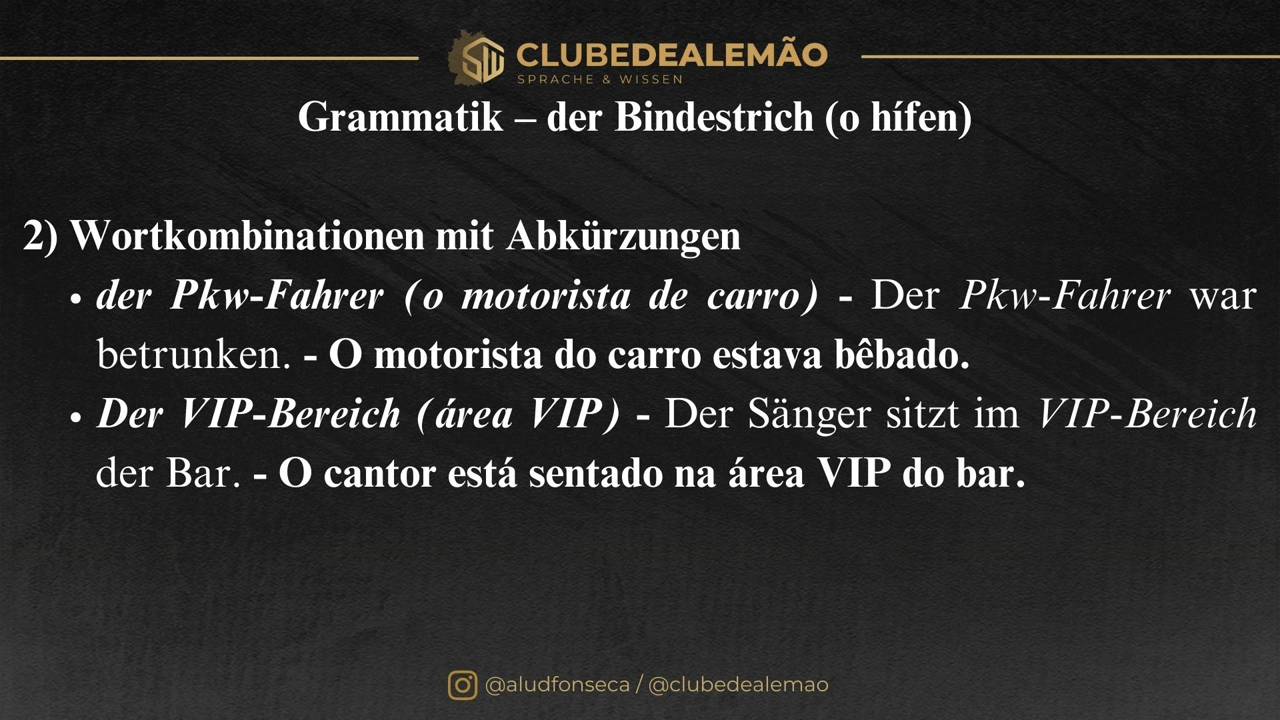 CLUBEDEALEMÃO
SPRACHE & WISSEN
Grammatik – der Bindestrich (o hífen)
2) Wortkombinationen mit Abkürzungen
• der Pkw-Fahrer (o motorista de carro) - Der Pkw-Fahrer war
betrunken. - O motorista do carro estava bêbado.
• Der VIP-Bereich (área VIP) - Der Sänger sitzt im VIP-Bereich
der Bar. - O cantor está sentado na área VIP do bar.
@aludfonseca / @clubedealemao